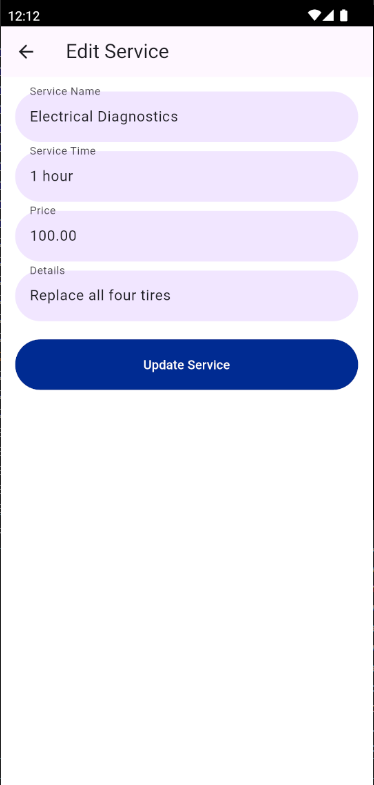 12:12
Edit Service
Service Name
Electrical Diagnostics
Service Time
1 hour
Price
100.00
Details
Replace all four tires
Update Service